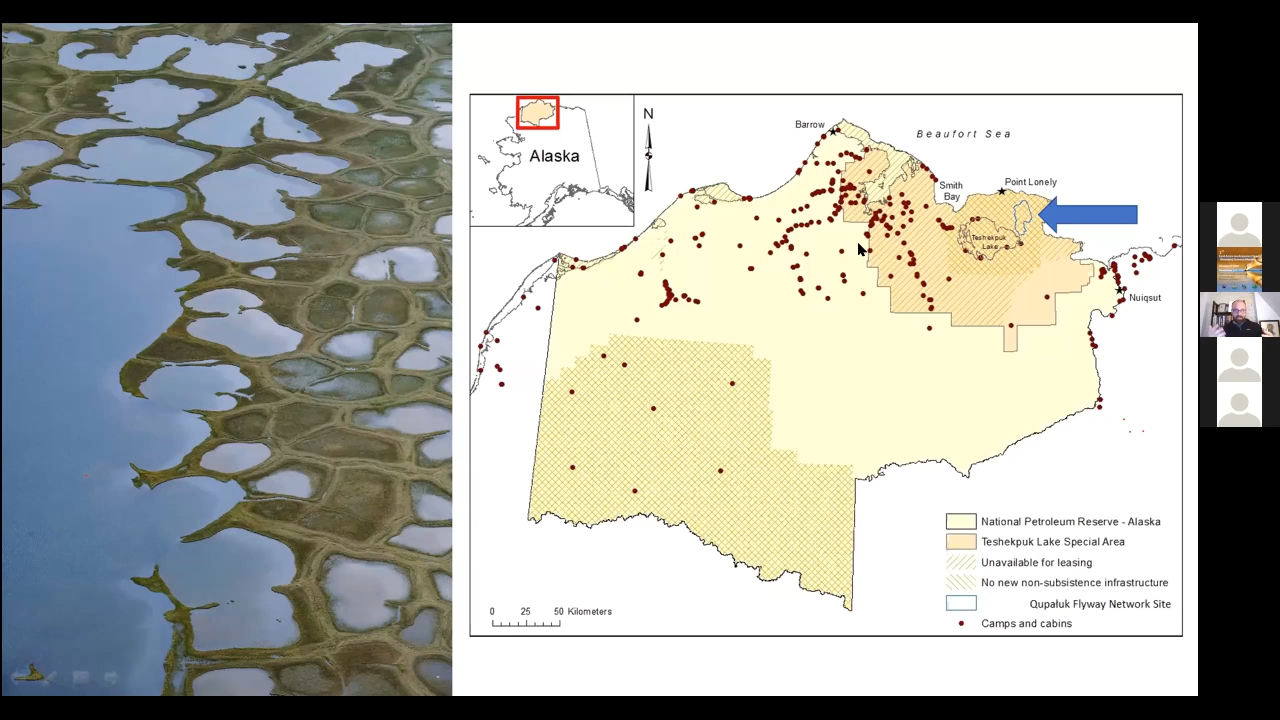 Alaska
N
Barrow
Beaufort Sea
Smith
Bay
Point Lonely
Teshekpuk
Lake
Nuiqsut
National Petroleum Reserve - Alaska
Teshekpuk Lake Special Area
Unavailable for leasing
No new non-subsistence infrastructure
Qupałuk Flyway Network Site
Camps and cabins
0 25 50 Kilometers